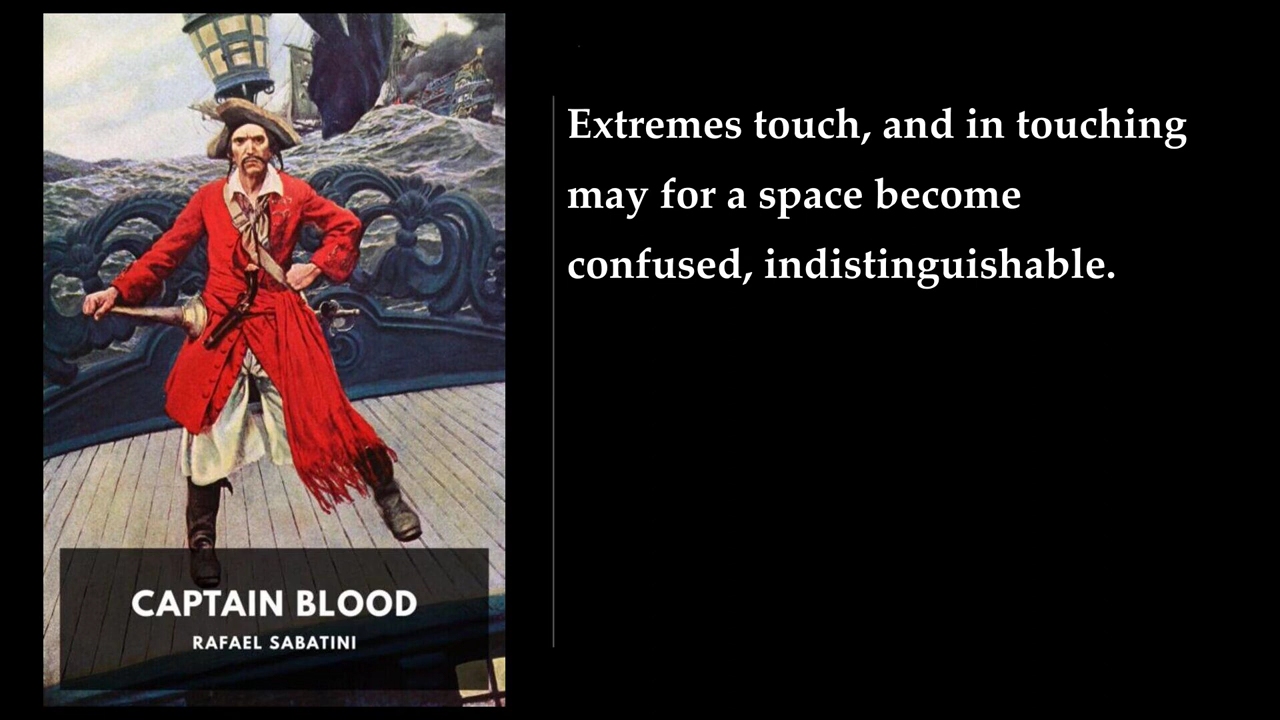 Extremes touch, and in touching
may for a space become
confused, indistinguishable.
CAPTAIN BLOOD
RAFAEL SABATINI